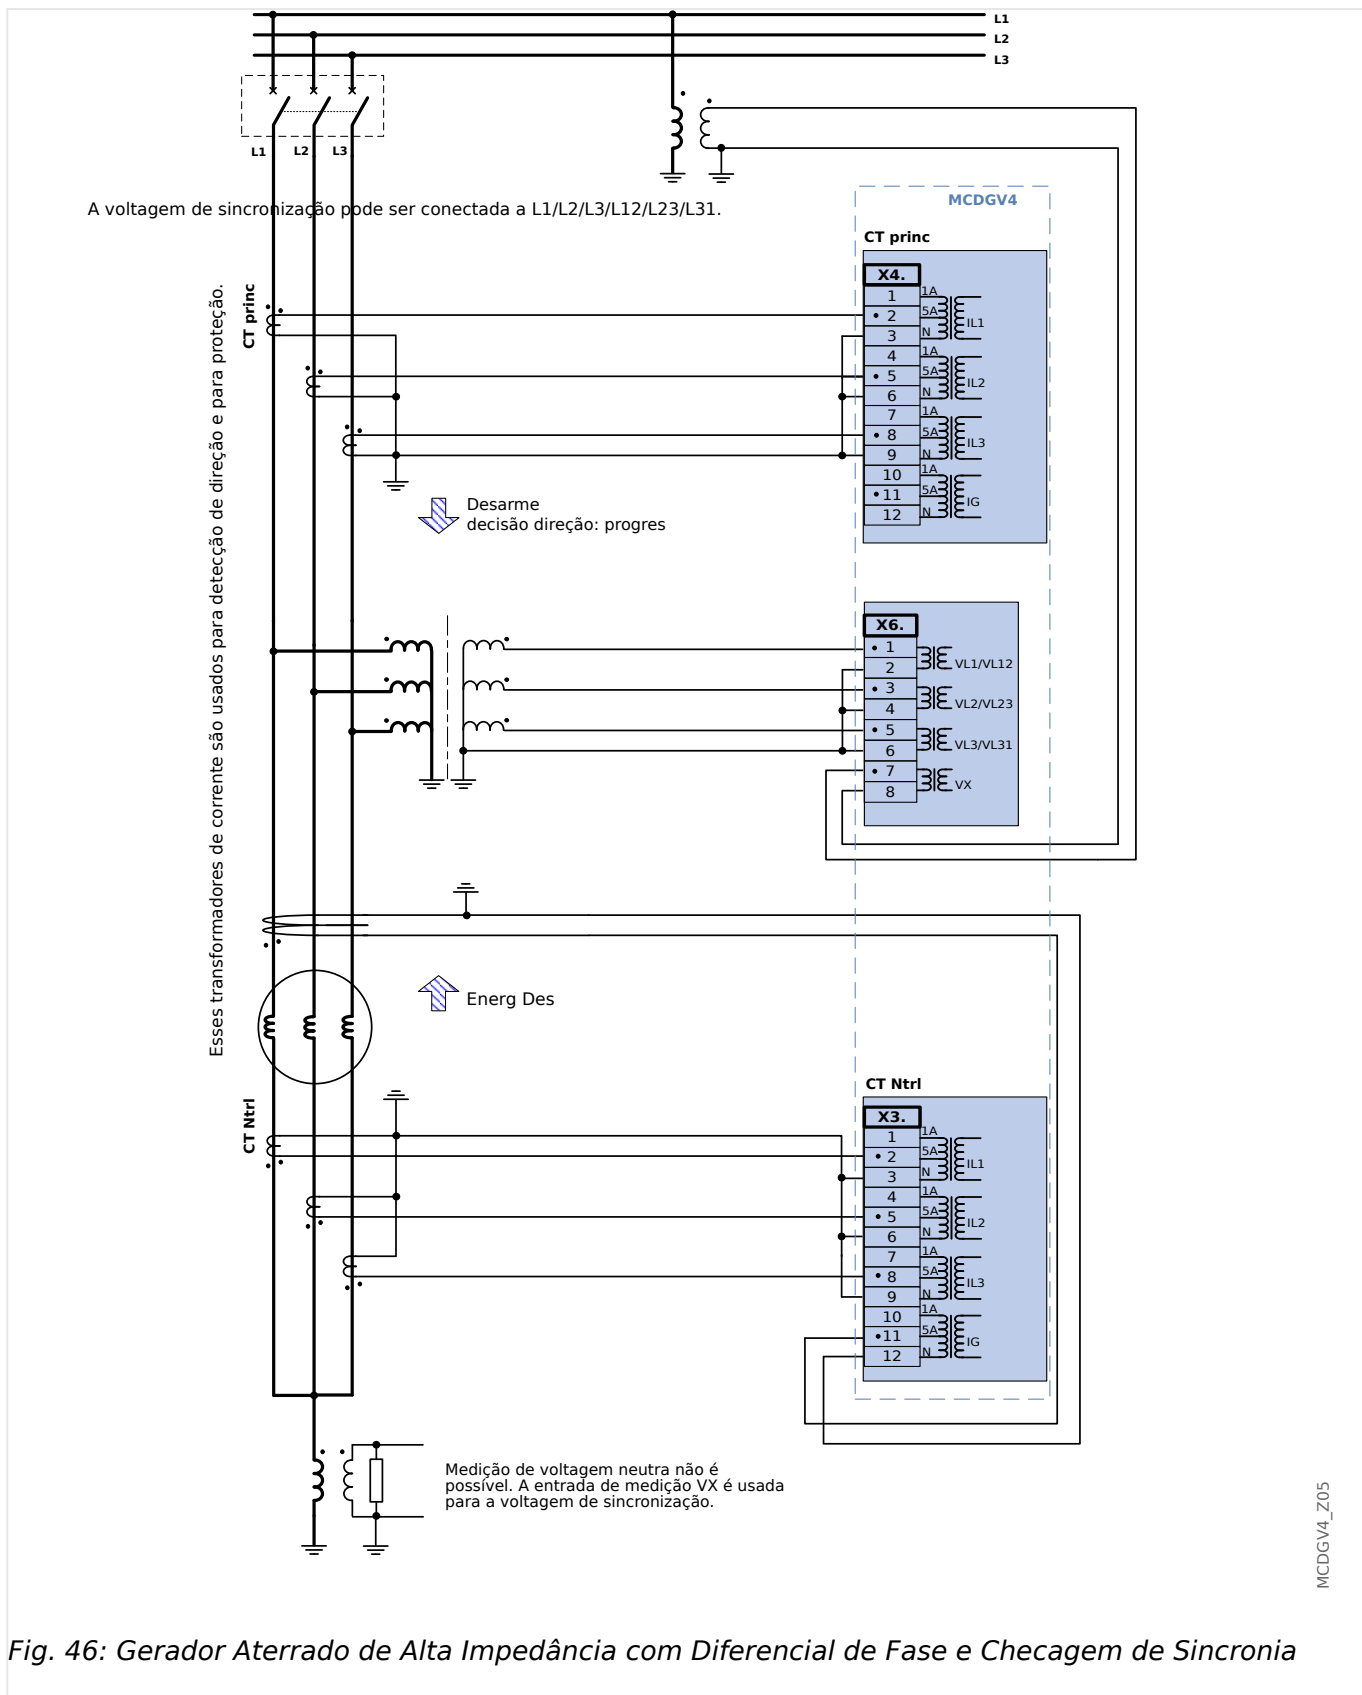 L1
L2
L3
L1
L2
L3
A voltagem de sincronização pode ser conectada a L1/L2/L3/L12/L23/L31.
MCDGV4
CT princ
X4.
1
2
3
4
5
6
7
8
9
10
11
12
1A
5A
N
IL1
1A
5A
N
IL2
1A
5A
N
IL3
1A
5A
N
IG
CT princ
Esses transformadores de corrente são usados para detecção de direção e para proteção.
Desarme
decisão direção: progres
X6.
1
2
3
4
5
6
7
8
VL1/VL12
VL2/VL23
VL3/VL31
VX
Energ Des
CT Ntrl
CT Ntrl
X3.
1
2
3
4
5
6
7
8
9
10
11
12
1A
5A
N
IL1
1A
5A
N
IL2
1A
5A
N
IL3
1A
5A
N
IG
Medição de voltagem neutra não é
possível. A entrada de medição VX é usada
para a voltagem de sincronização.
MCDGV4_Z05
Fig. 46: Gerador Aterrado de Alta Impedância com Diferencial de Fase e Checagem de Sincronia